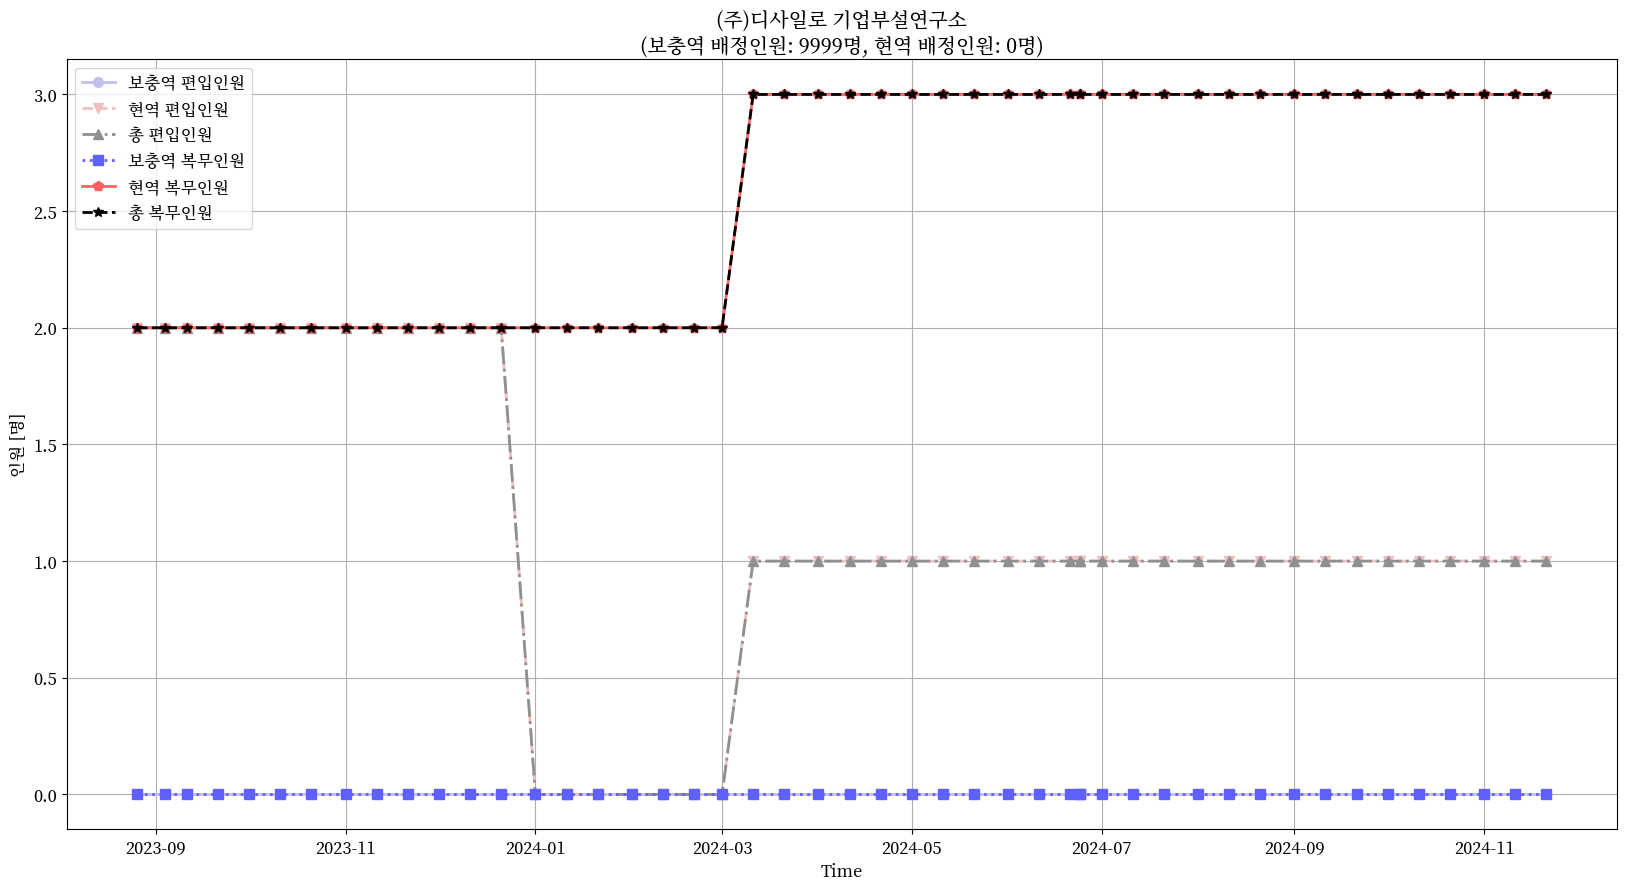 (주)디사일로 기업부설연구소
(보충역 배정인원: 9999명, 현역 배정인원: 0명)
보충역 편입인원
현역 편입인원
총 편입인원
보충역 복무인원
현역 복무인원
총 복무인원
3.0
2.5
2.0
1.5
1.0
0.5
0.0
인원 [명]
2023-09 2023-11 2024-01 2024-03 2024-05 2024-07 2024-09 2024-11
Time